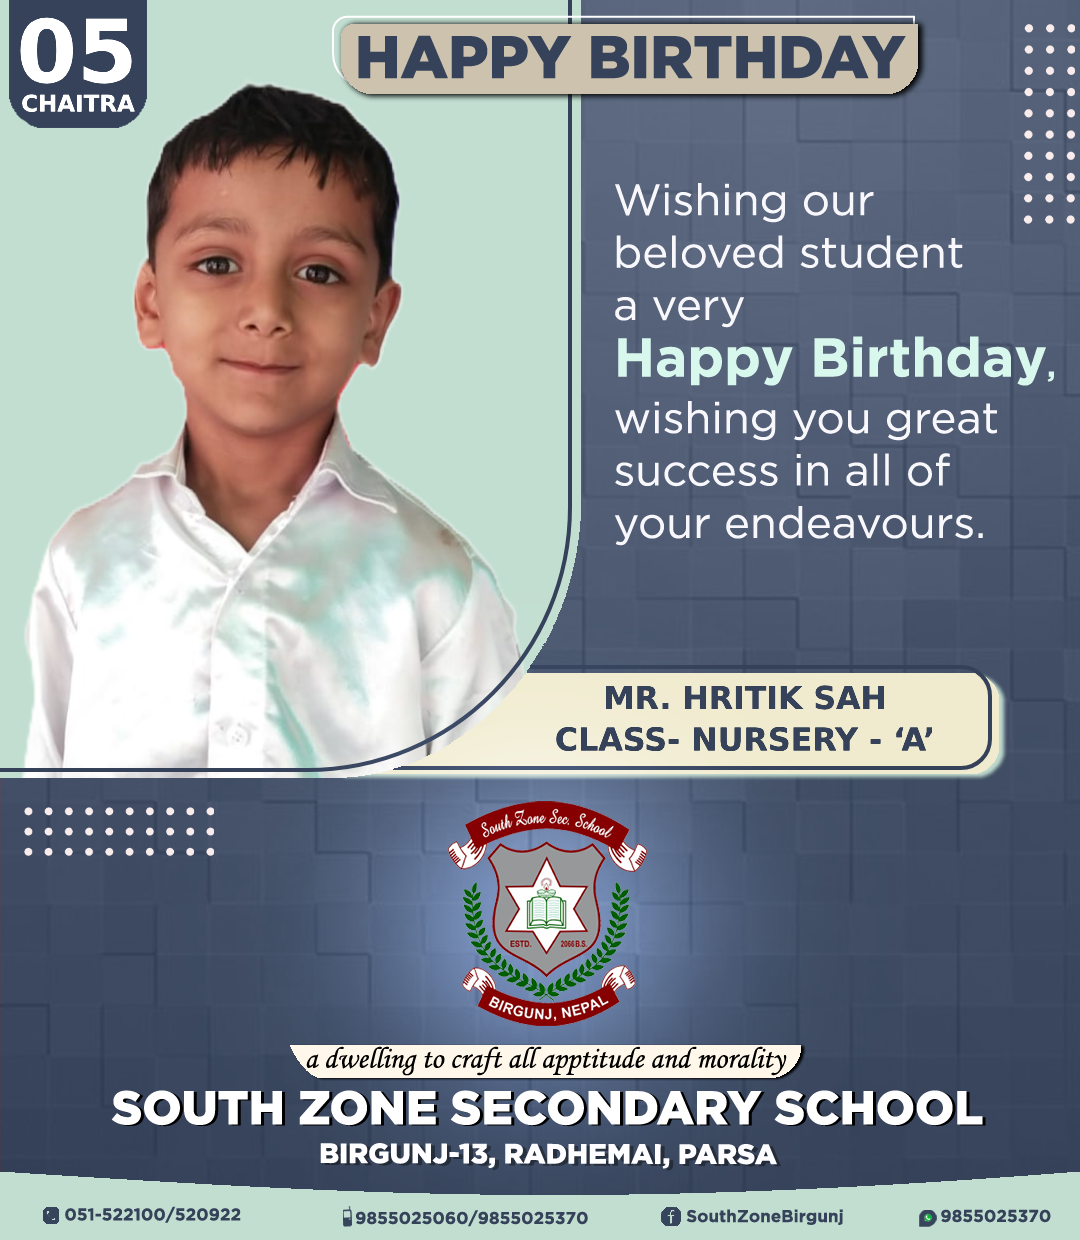 05
CHAITRA
HAPPY BIRTHDAY
Wishing our
beloved student
a very
Happy Birthday,
wishing you great
success in all of
your endeavours.
MR. HRITIK SAH
CLASS- NURSERY - ‘A’
South Zone Sec. School
ESTD. 2066 B.S.
BIRGUNJ, NEPAL
a dwelling to craft all apptitude and morality
SOUTH ZONE SECONDARY SCHOOL
BIRGUNJ-13, RADHEMAI, PARSA
051-522100/520922 9855025060/9855025370 SouthZoneBirgunj 9855025370